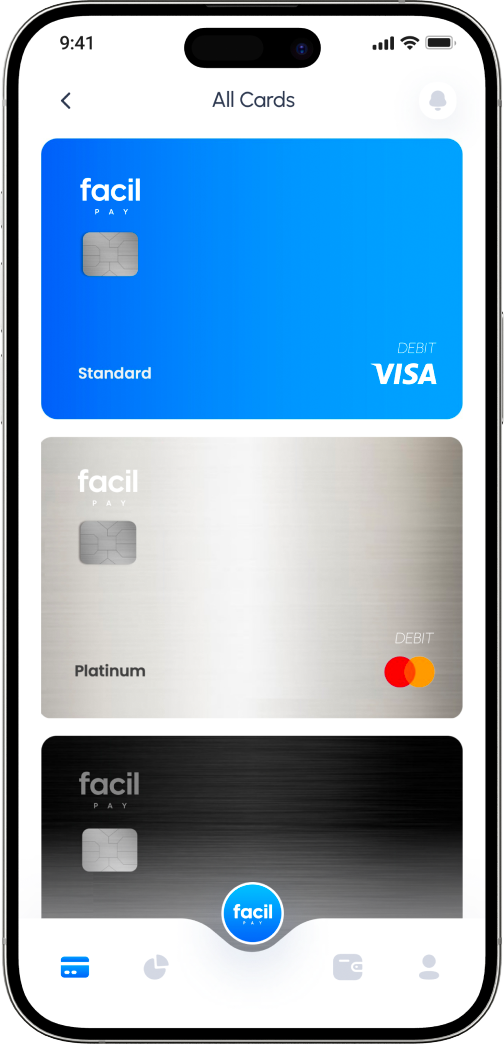 9:41
All Cards
facil
PAY
Standard
DEBIT
VISA
facil
PAY
Platinum
DEBIT
facil
PAY
facil
PAY